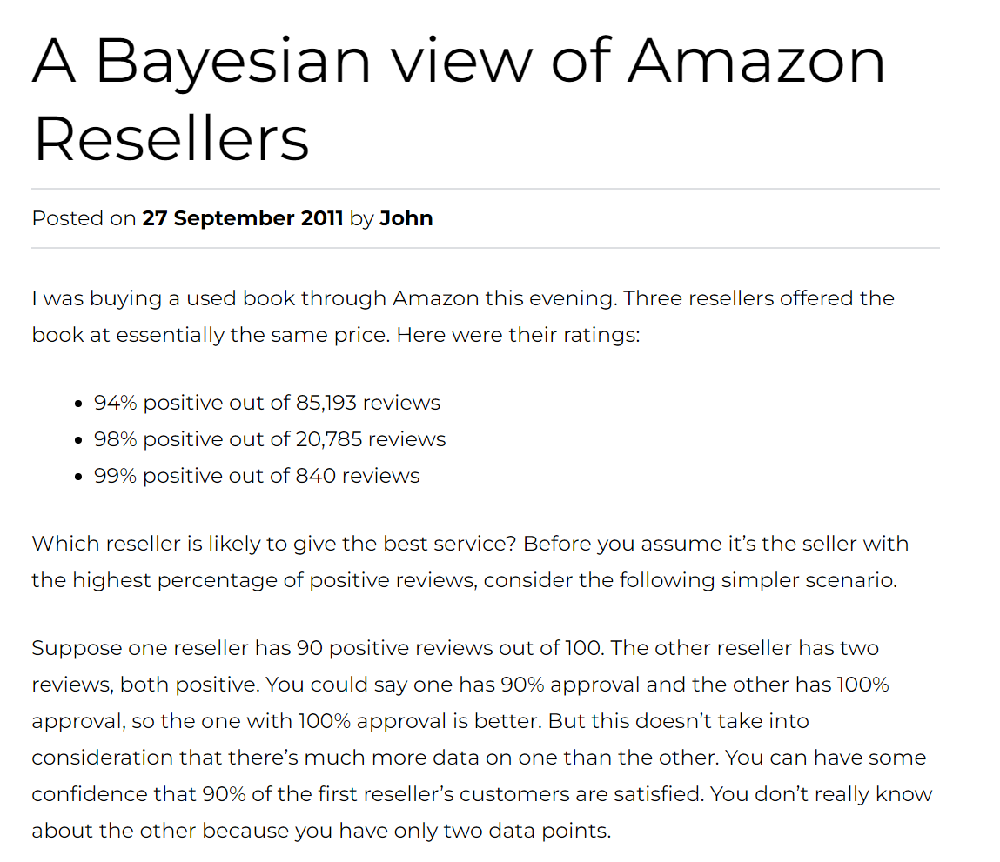 A Bayesian view of Amazon
Resellers
Posted on 27 September 2011 by John
I was buying a used book through Amazon this evening. Three resellers offered the
book at essentially the same price. Here were their ratings:
• 94% positive out of 85,193 reviews
• 98% positive out of 20,785 reviews
• 99% positive out of 840 reviews
Which reseller is likely to give the best service? Before you assume it’s the seller with
the highest percentage of positive reviews, consider the following simpler scenario.
Suppose one reseller has 90 positive reviews out of 100. The other reseller has two
reviews, both positive. You could say one has 90% approval and the other has 100%
approval, so the one with 100% approval is better. But this doesn’t take into
consideration that there’s much more data on one than the other. You can have some
confidence that 90% of the first reseller’s customers are satisfied. You don’t really know
about the other because you have only two data points.